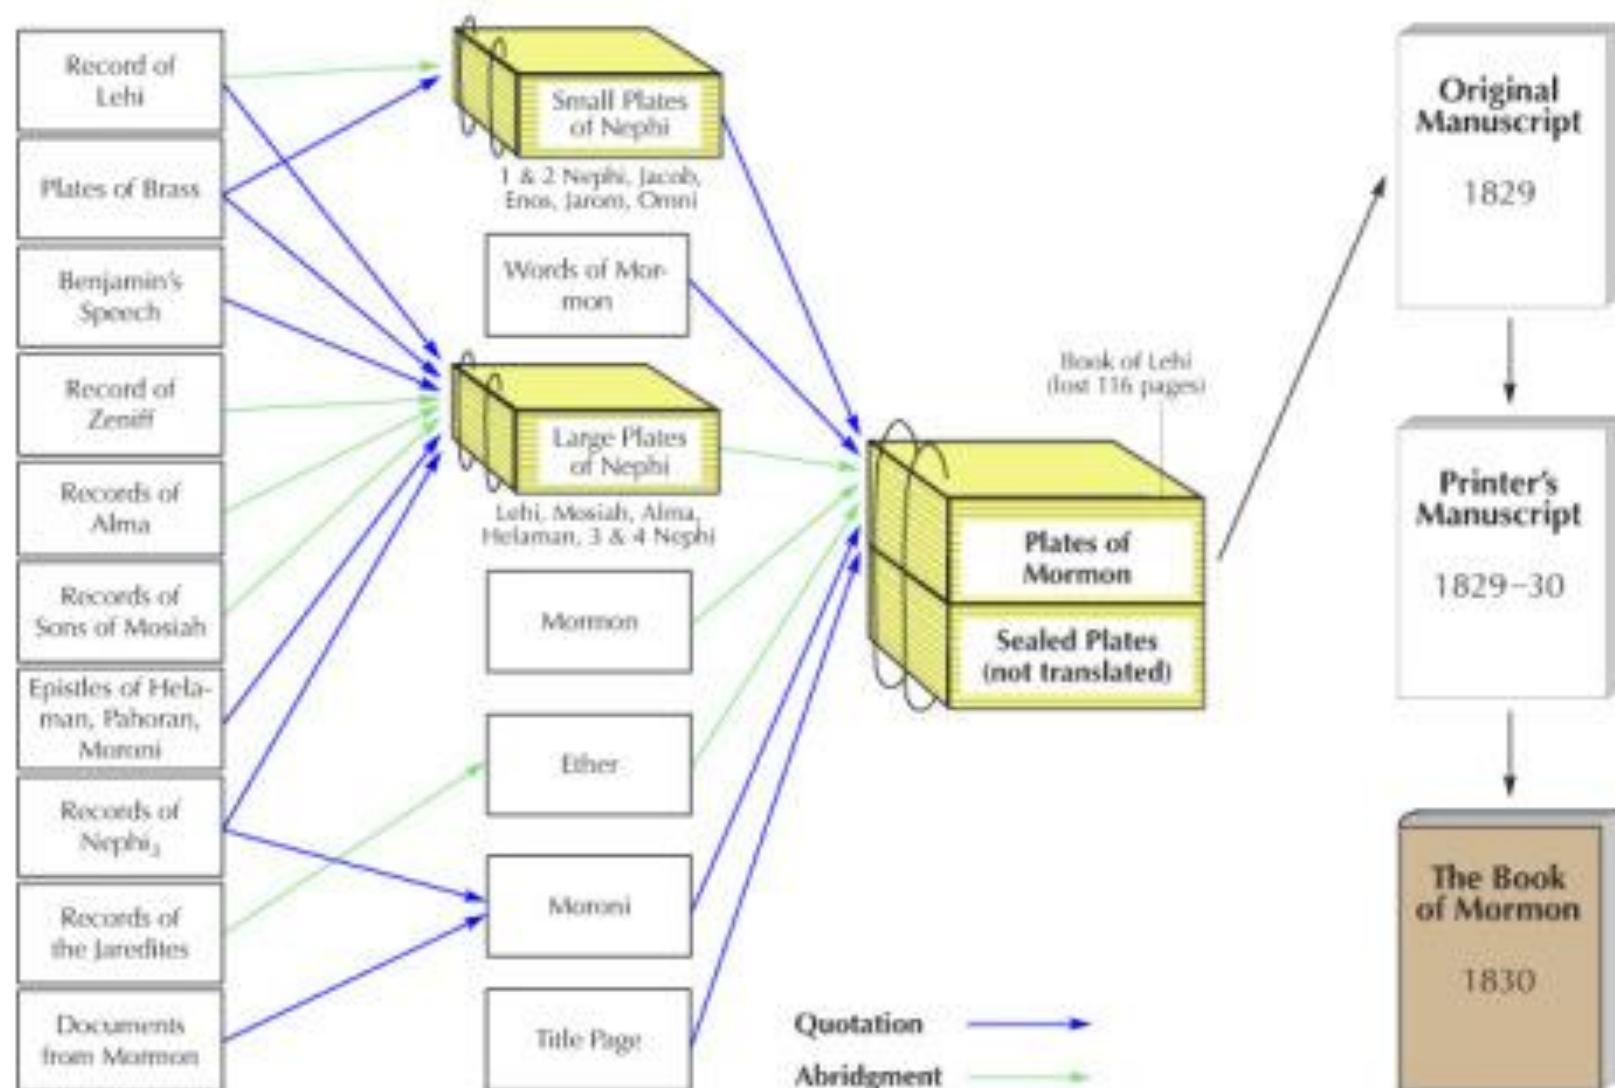 Record of
Lehi
Plates of Brass
Benjamin's
Speech
Record of
Zeniff
Records of
Alma
Records of
Sons of Mosiah
Epistles of Hela-
man, Pahoran,
Moroni
Records of
Nephi₃
Records of
the Jaredites
Documents
from Mormon
Small Plates
of Nephi
1 & 2 Nephi, Jacob,
Enos, Jarom, Omni
Words of Mor-
mon
Large Plates
of Nephi
Lehi, Mosiah, Alma,
Helaman, 3 & 4 Nephi
Mormon
Ether
Moroni
Title Page
Book of Lehi
(lost 116 pages)
Plates of
Mormon
Sealed Plates
(not translated)
Quotation
Abridgment
Original
Manuscript
1829
Printer's
Manuscript
1829-30
The Book
of Mormon
1830